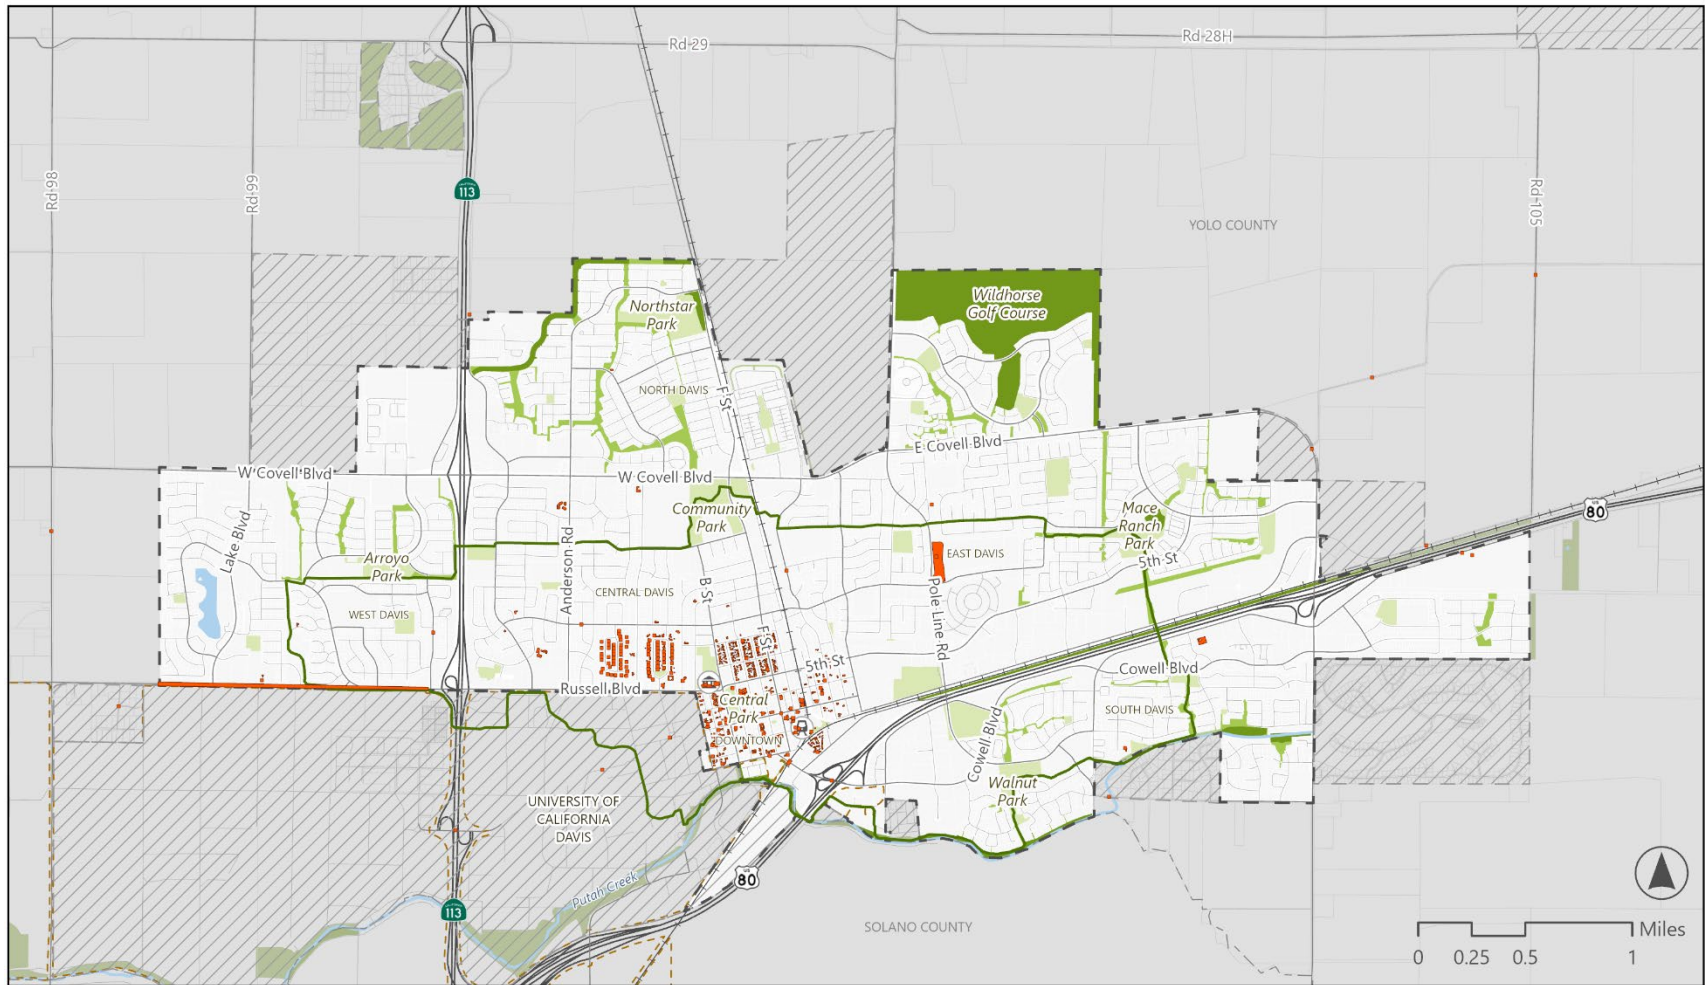 Rd 29
Rd 28H
Rd 98
Rd 99
113
Rd 105
YOLO COUNTY
Northstar
Park
Wildhorse
Golf Course
NORTH DAVIS
F St
E Covell Blvd
W Covell Blvd
W Covell Blvd
Community
Park
Mace
Ranch
Park
80
Lake Blvd
Arroyo
Park
Anderson Rd
CENTRAL DAVIS
B St
EAST DAVIS
5th St
WEST DAVIS
Pole Line Rd
F St
5th St
Cowell Blvd
Russell Blvd
Central
Park
DOWNTOWN
SOUTH DAVIS
Cowell Blvd
Walnut
Park
UNIVERSITY OF
CALIFORNIA
DAVIS
Putah Creek
80
113
SOLANO COUNTY
Miles
0 0.25 0.5 1